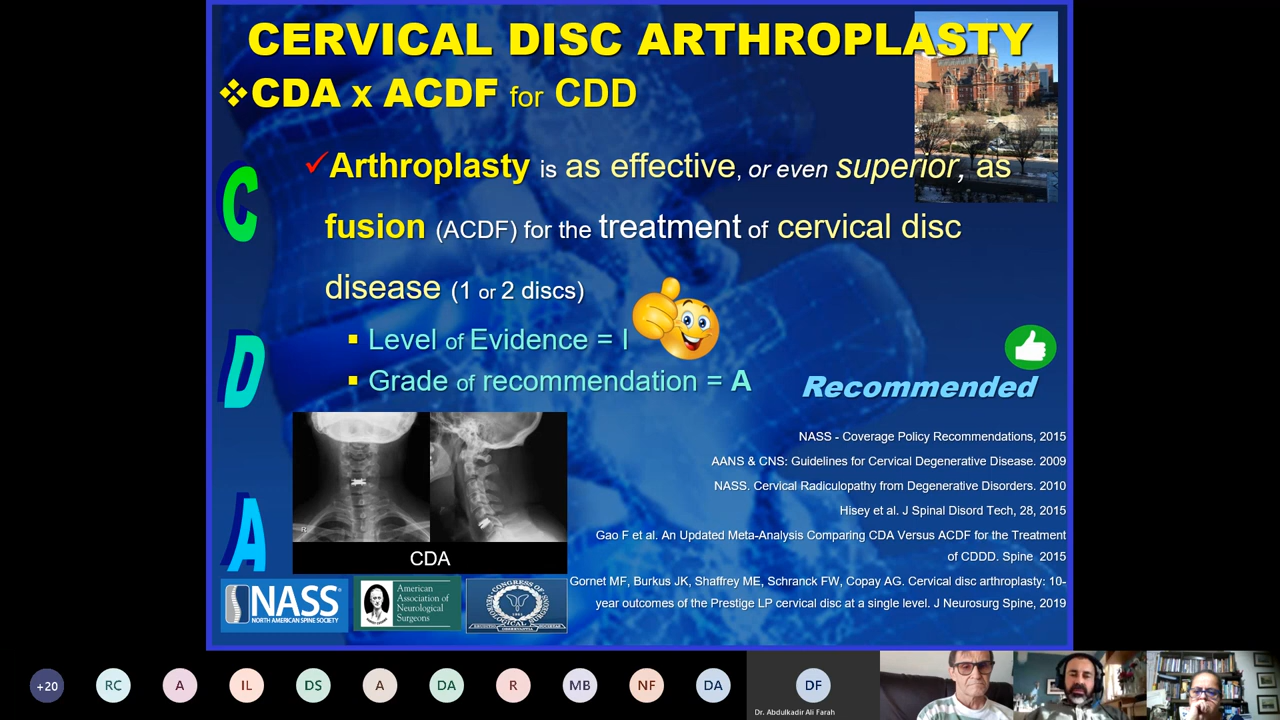 CERVICAL DISC ARTHROPLASTY
❖CDA x ACDF for CDD
✓Arthroplasty is as effective, or even superior, as
fusion (ACDF) for the treatment of cervical disc
disease (1 or 2 discs)
▪ Level of Evidence = I
▪ Grade of recommendation = A
Recommended
C
D
A
NASS - Coverage Policy Recommendations, 2015
AANS & CNS: Guidelines for Cervical Degenerative Disease. 2009
NASS. Cervical Radiculopathy from Degenerative Disorders. 2010
Hisey et al. J Spinal Disord Tech, 28, 2015
Gao F et al. An Updated Meta-Analysis Comparing CDA Versus ACDF for the Treatment
of CDDD. Spine 2015
Gornet MF, Burkus JK, Shaffrey ME, Schranck FW, Copay AG. Cervical disc arthroplasty: 10-
year outcomes of the Prestige LP cervical disc at a single level. J Neurosurg Spine, 2019
R
CDA
NASS
NORTH AMERICAN SPINE SOCIETY
American
Association of
Neurological
Surgeons
+20
RC
A
IL
DS
A
DA
R
MB
NF
DA
DF
Dr. Abdulkadir Ali Farah